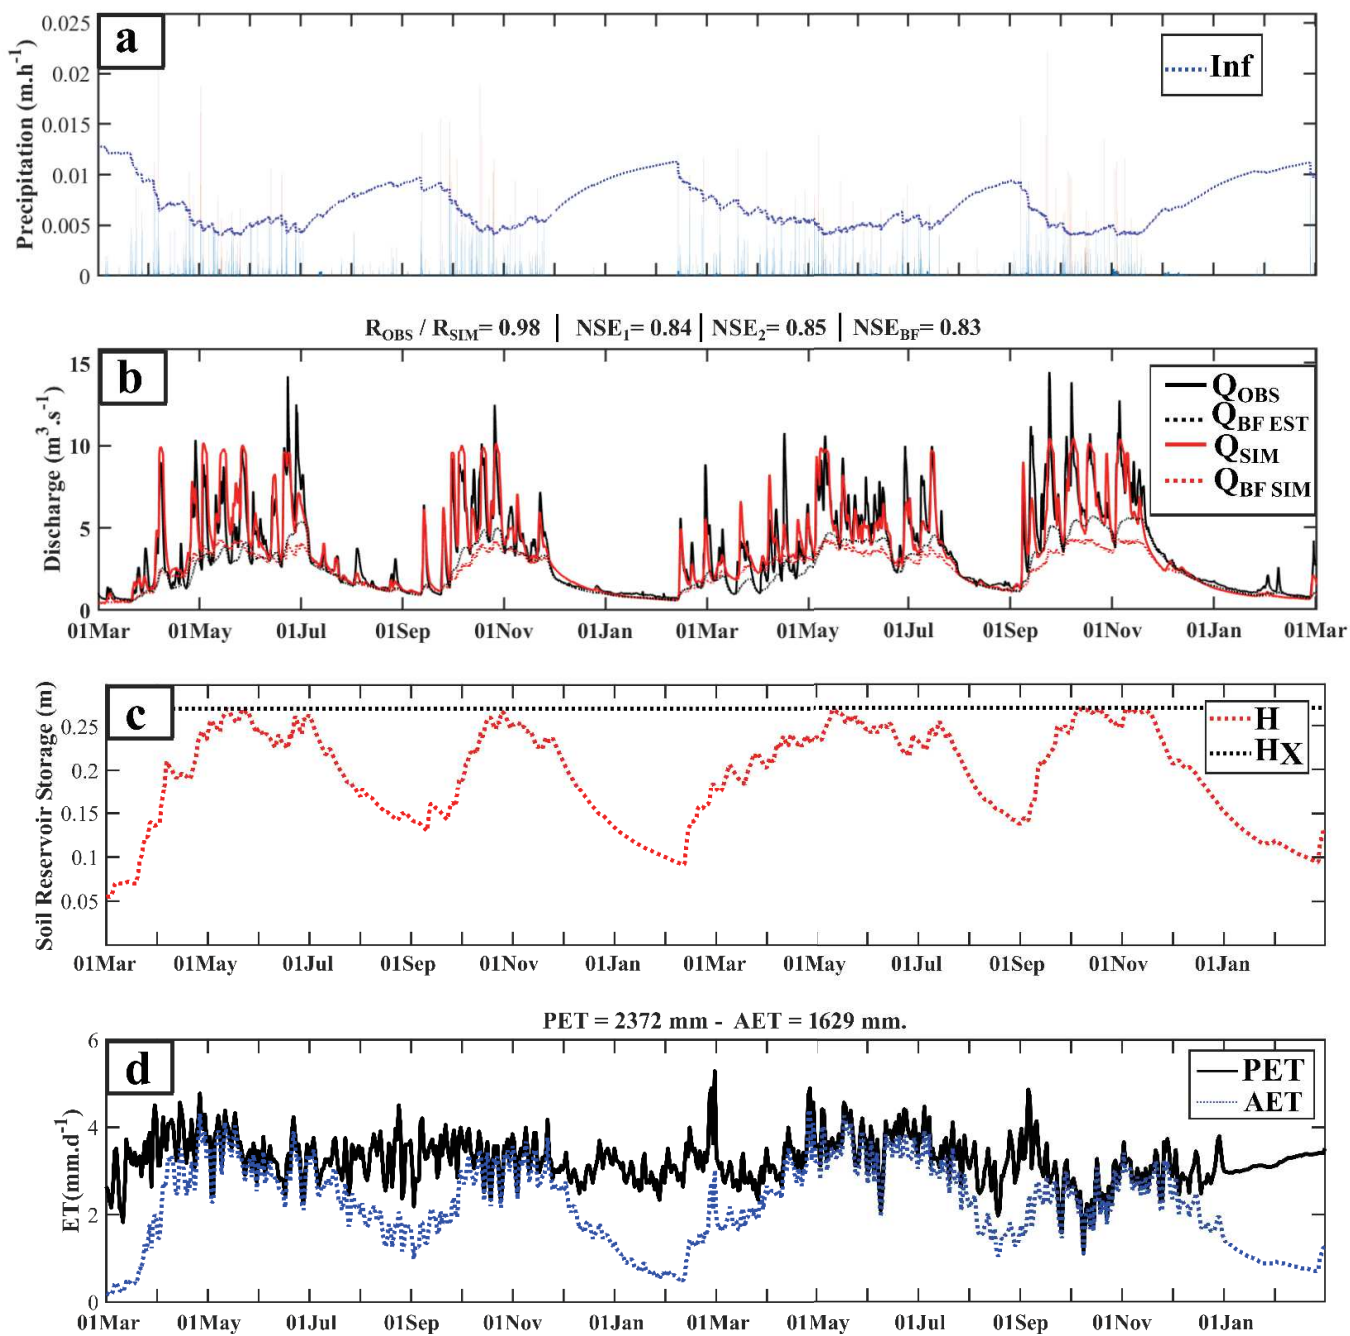 a
Precipitation (m.h-1)
0.025
0.02
0.015
0.01
0.005
0
Inf
ROBS / RSIM= 0.98 | NSE1= 0.84 | NSE2= 0.85 | NSEBF= 0.83
b
Discharge (m3.s-1)
15
10
5
0
QOBS
QBF EST
QSIM
QBF SIM
01Mar 01May 01Jul 01Sep 01Nov 01Jan 01Mar 01May 01Jul 01Sep 01Nov 01Jan 01Mar
c
Soil Reservoir Storage (m)
0.25
0.2
0.15
0.1
0.05
H
HX
01Mar 01May 01Jul 01Sep 01Nov 01Jan 01Mar 01May 01Jul 01Sep 01Nov 01Jan
PET = 2372 mm - AET = 1629 mm.
d
ET(mm.d-1)
6
4
2
0
PET
AET
01Mar 01May 01Jul 01Sep 01Nov 01Jan 01Mar 01May 01Jul 01Sep 01Nov 01Jan